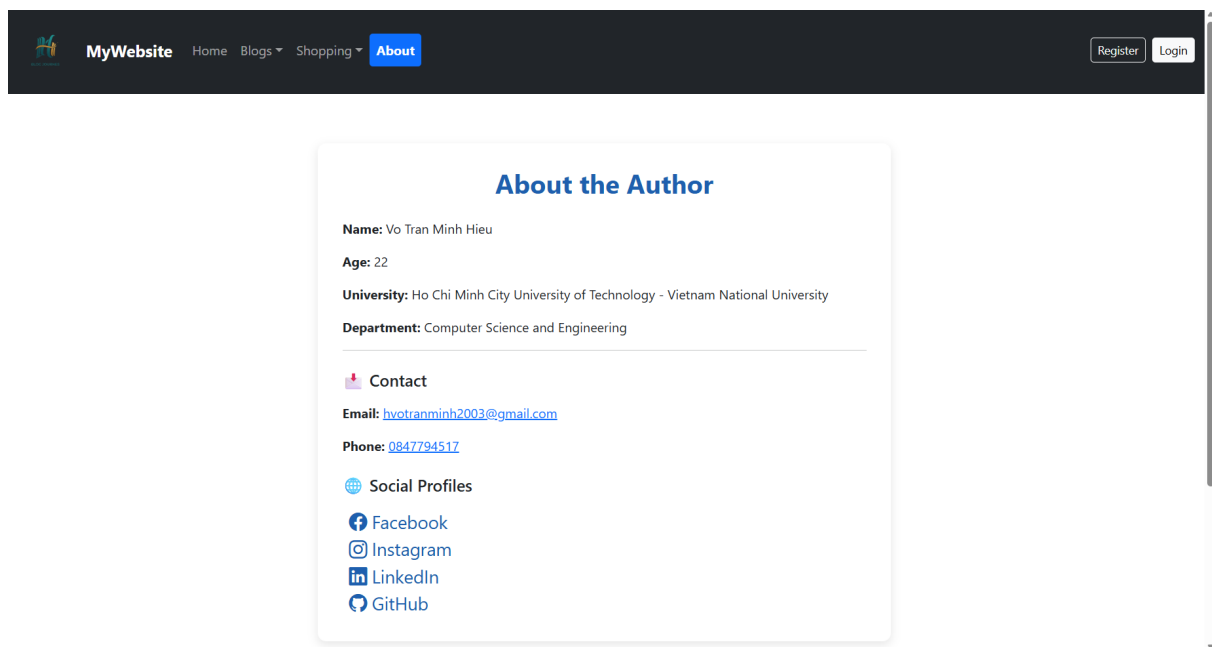 MyWebsite Home Blogs Shopping About Register Login
About the Author
Name: Vo Tran Minh Hieu
Age: 22
University: Ho Chi Minh City University of Technology - Vietnam National University
Department: Computer Science and Engineering
Contact
Email: hvotranminh2003@gmail.com
Phone: 0847794517
Social Profiles
Facebook
Instagram
LinkedIn
GitHub